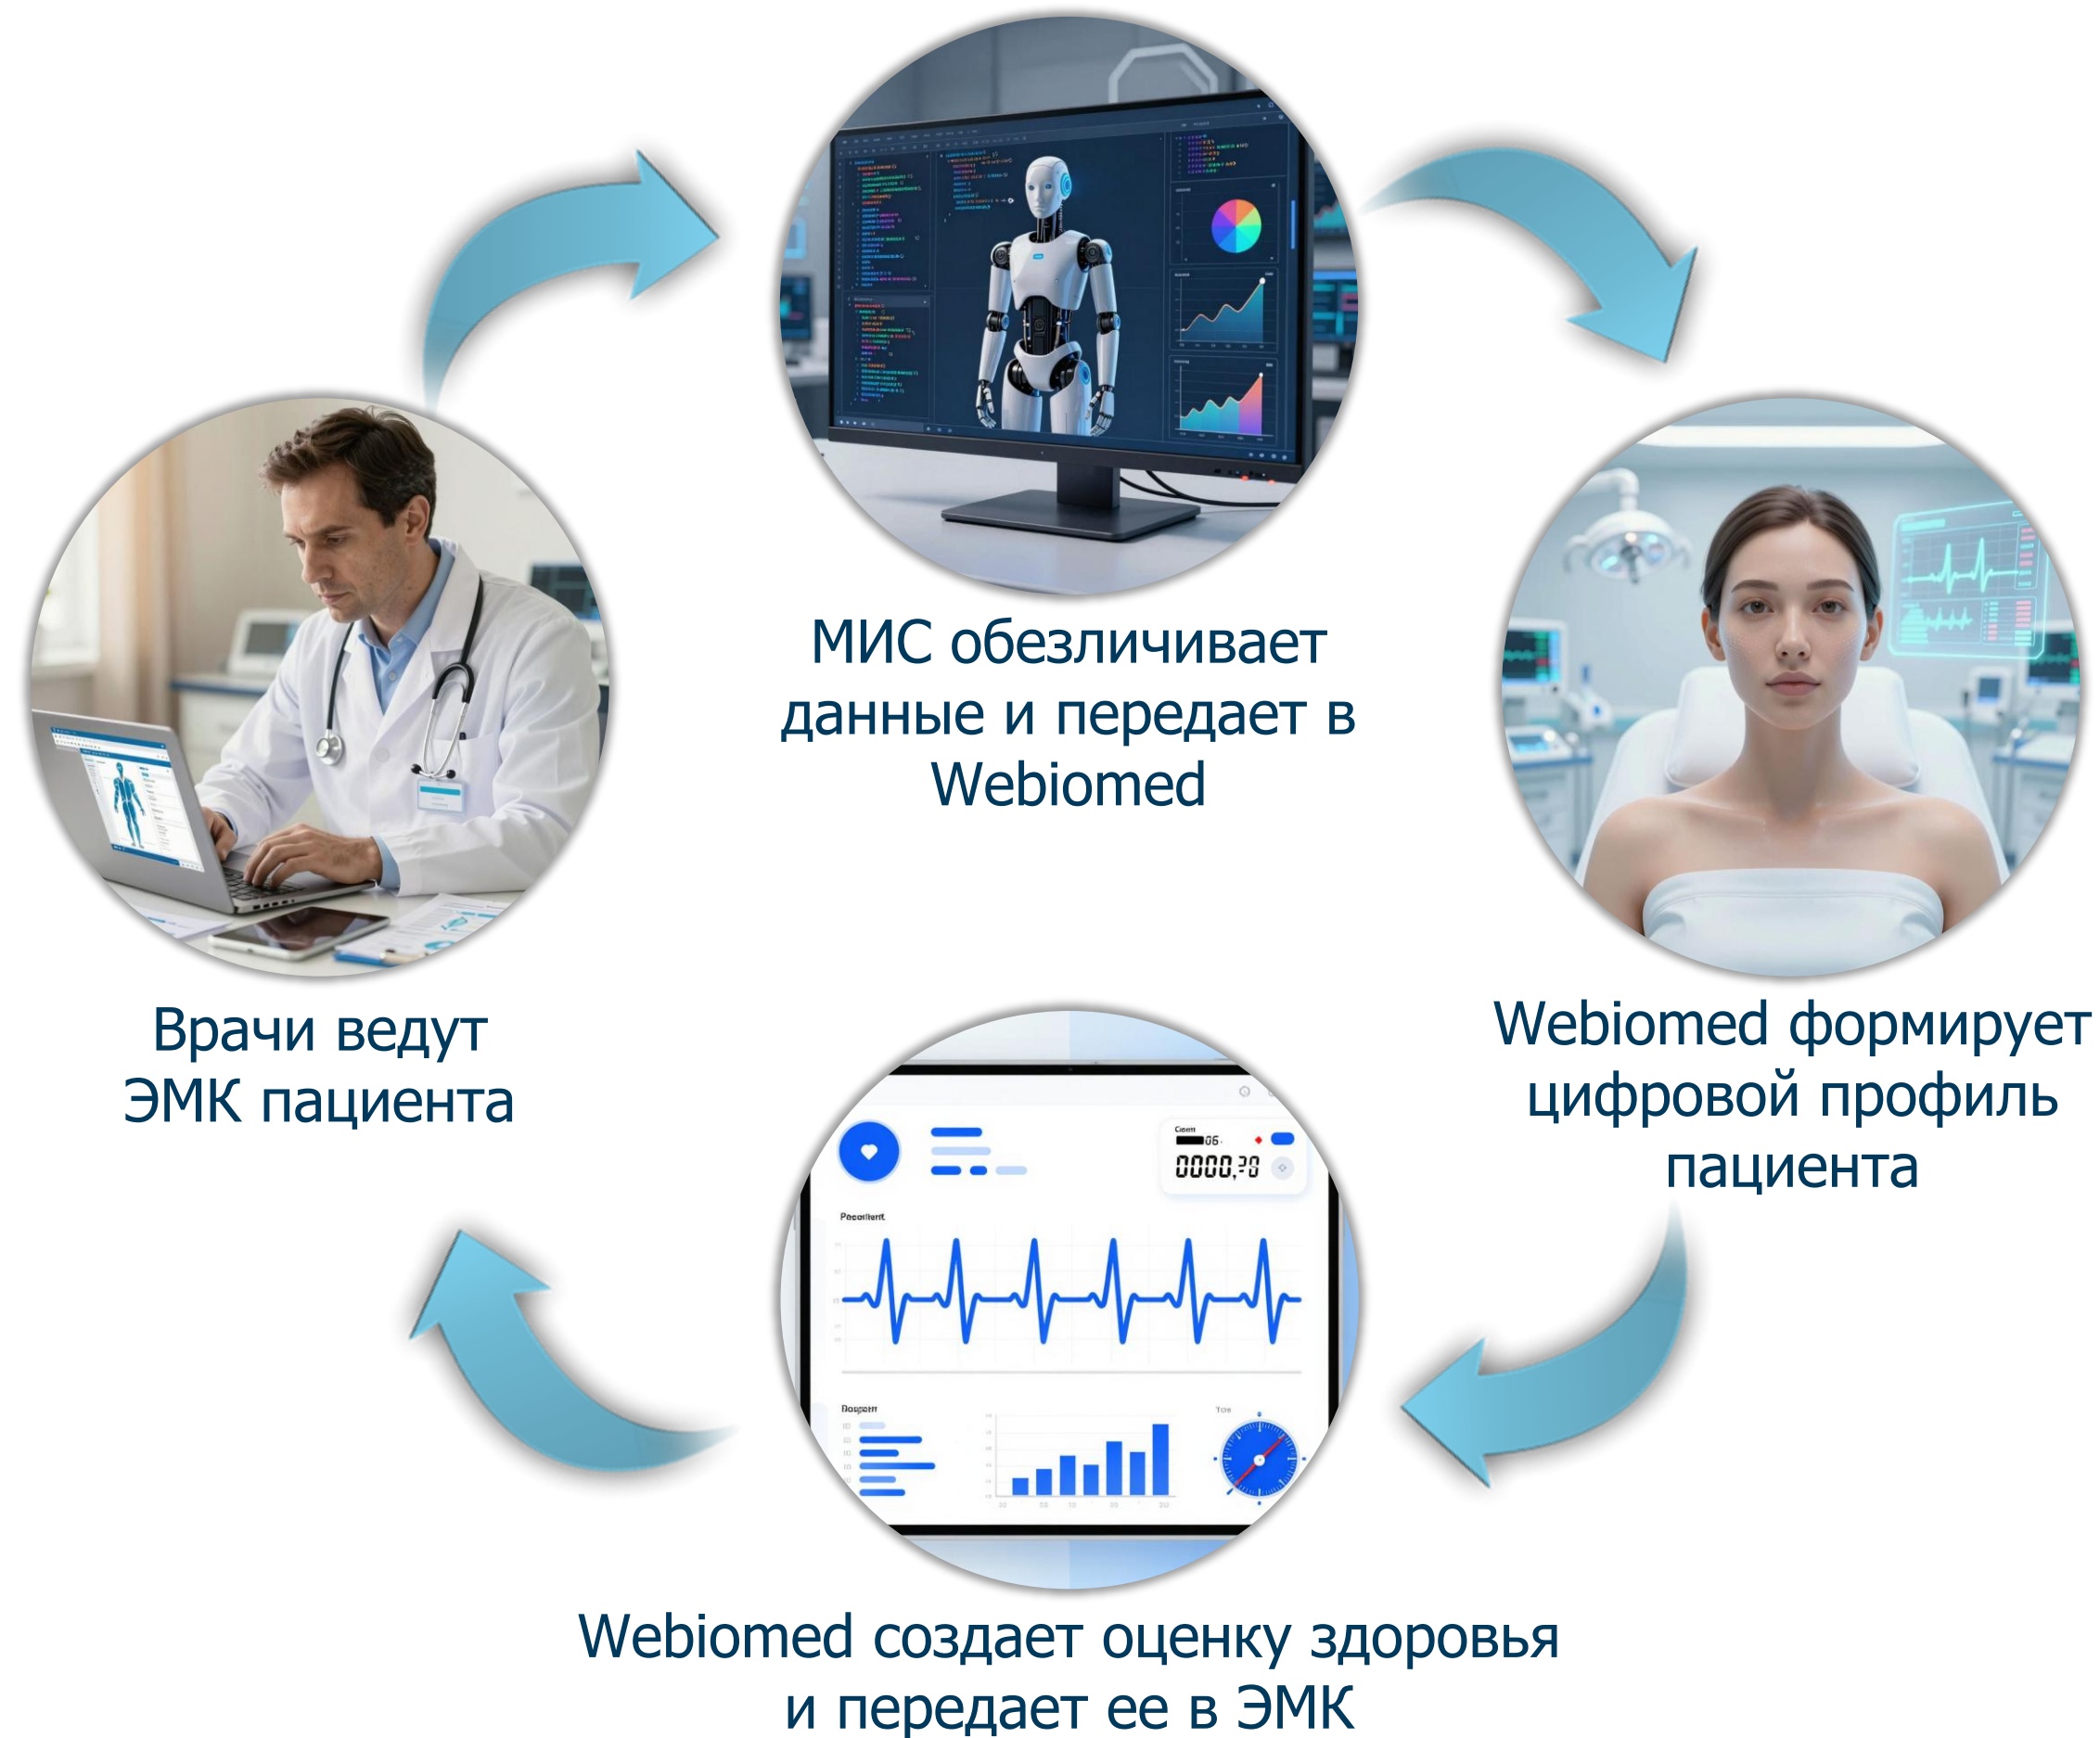 МИС обезличивает
данные и передает в
Webiomed
Врачи ведут
ЭМК пациента
Webiomed формирует
цифровой профиль
пациента
Webiomed создает оценку здоровья
и передает ее в ЭМК